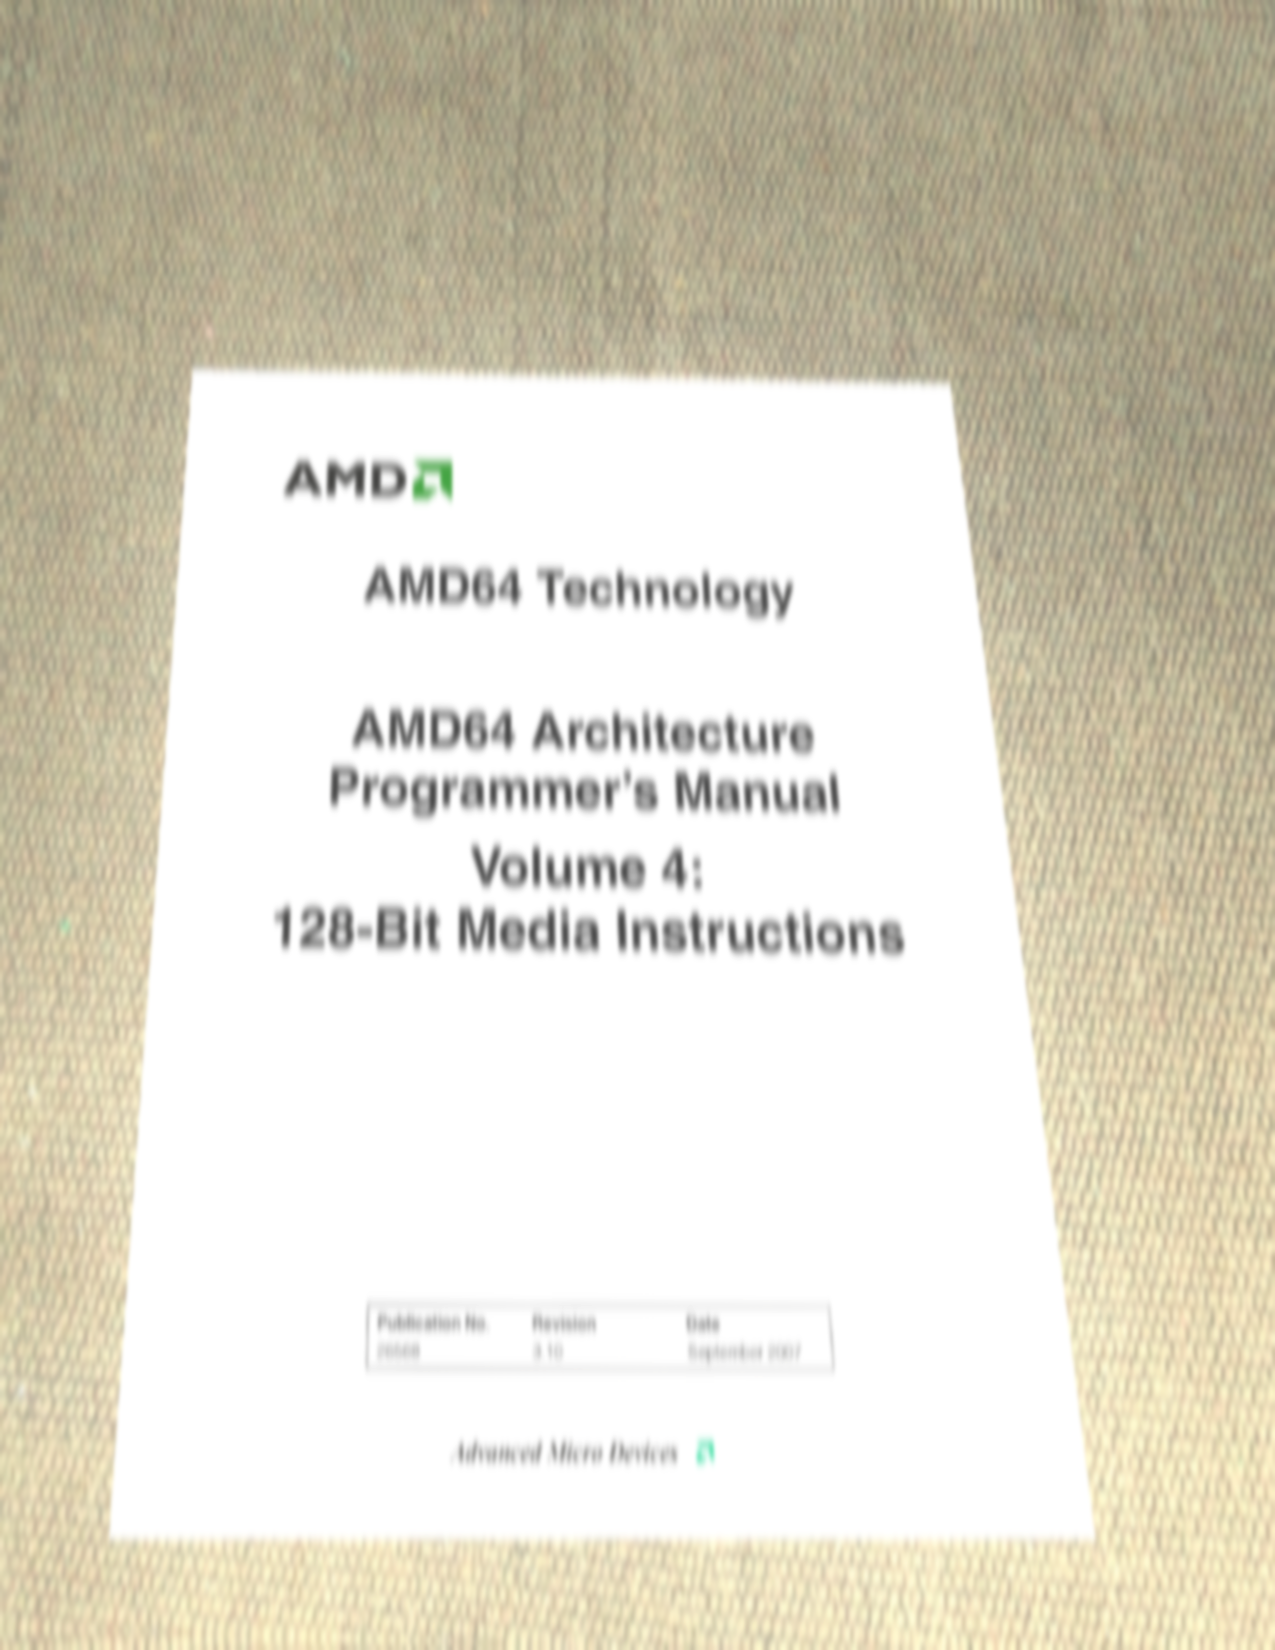 AMD
AMD64 Technology
AMD64 Architecture
Programmer's Manual
Volume 4:
128-Bit Media Instructions
Publication No. Revision Date
3.10 September 2007
Advanced Micro Devices